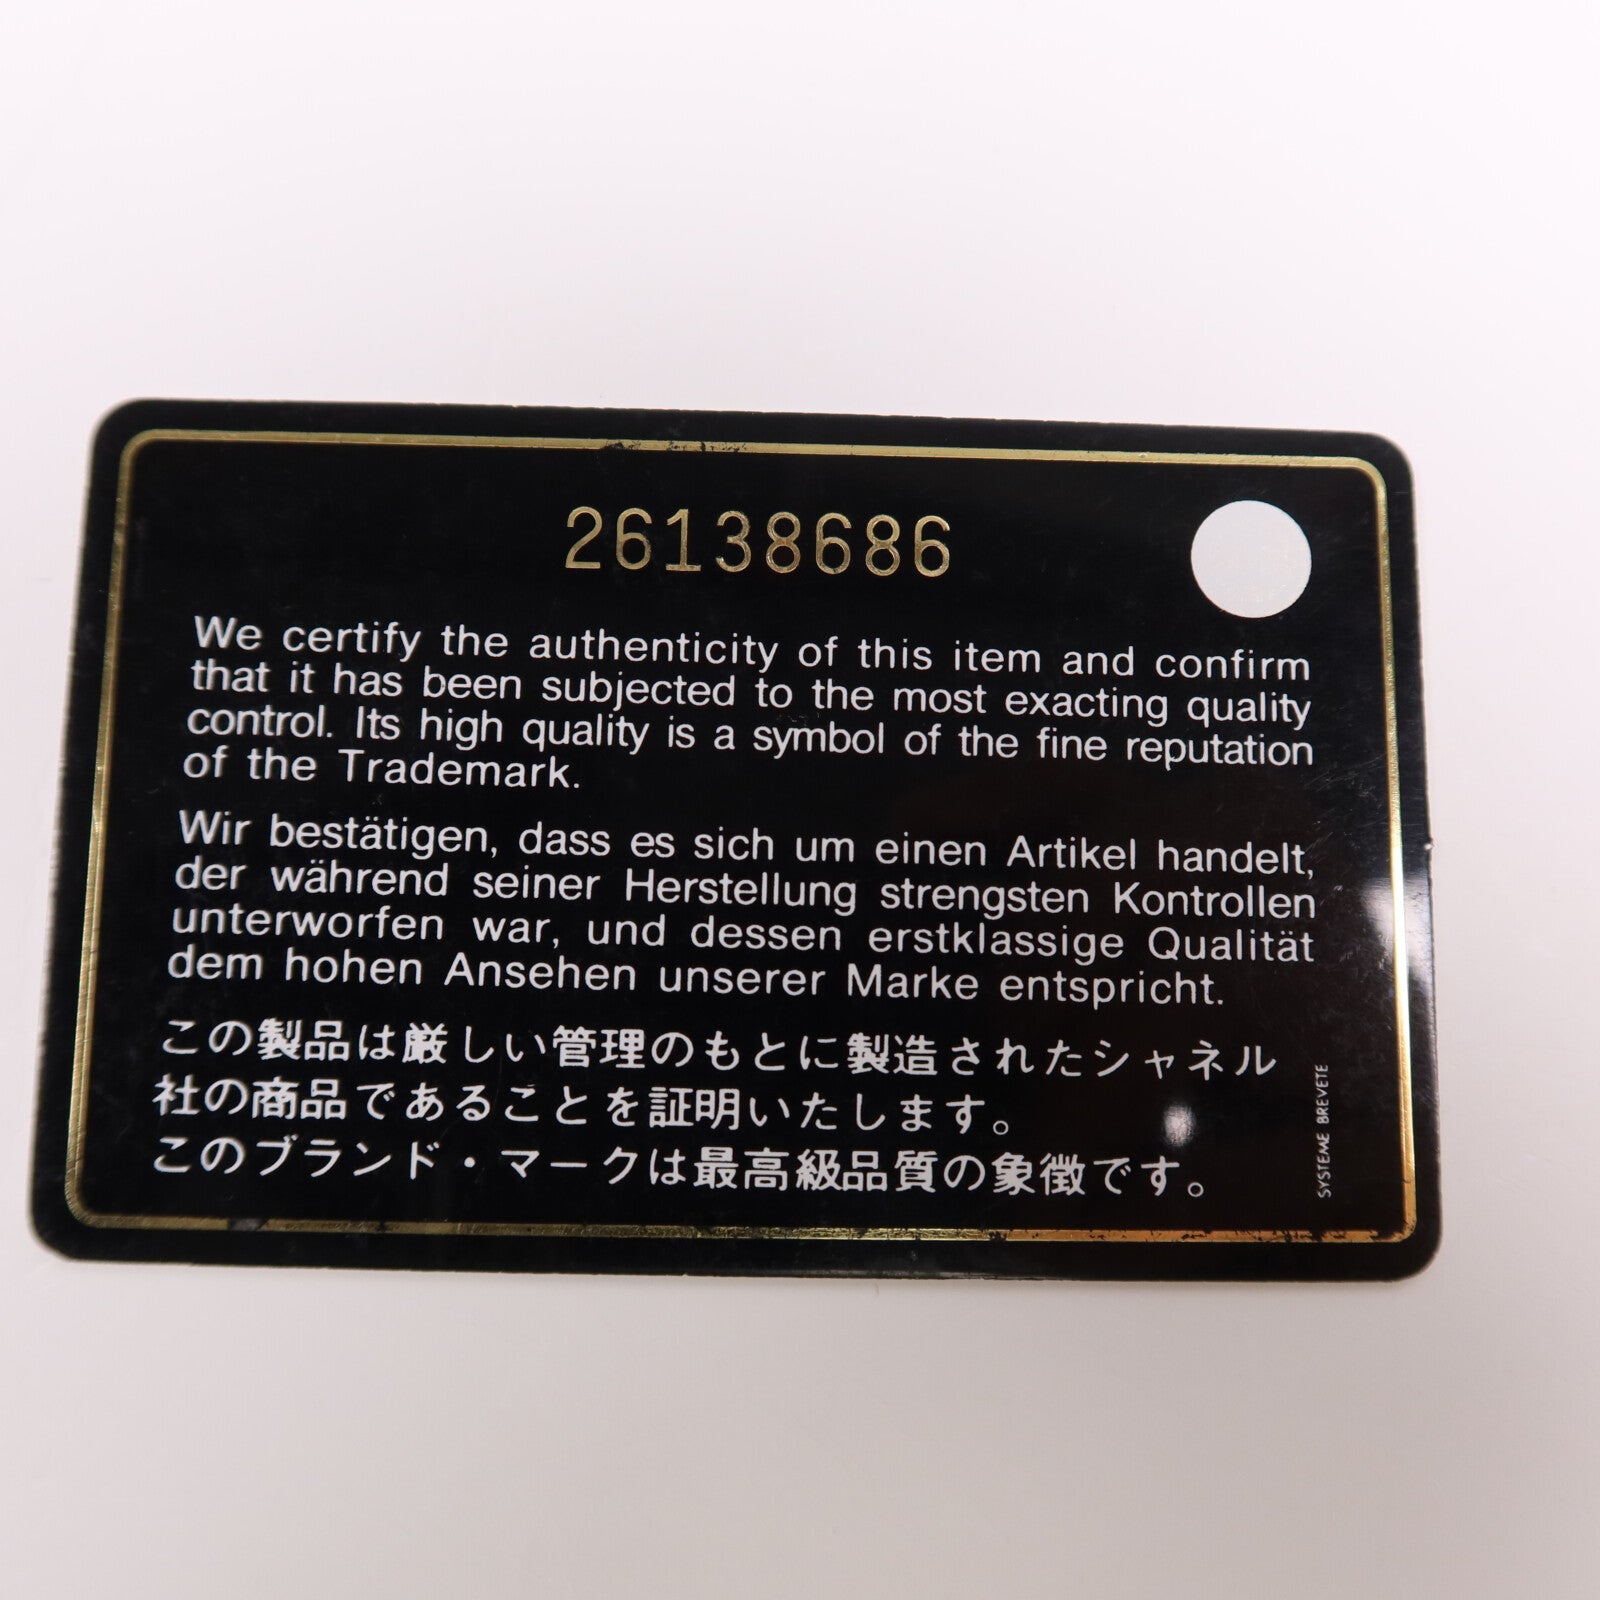 26138686
We certify the authenticity of this item and confirm
that it has been subjected to the most exacting quality
control. Its high quality is a symbol of the fine reputation
of the Trademark.
Wir bestätigen, dass es sich um einen Artikel handelt,
der während seiner Herstellung strengsten Kontrollen
unterworfen war, und dessen erstklassige Qualität
dem hohen Ansehen unserer Marke entspricht.
この製品は厳しい管理のもとに製造されたシャネル
社の商品であることを証明いたします。
このブランド・マークは最高級品質の象徴です。
SYSTEME BREVETE